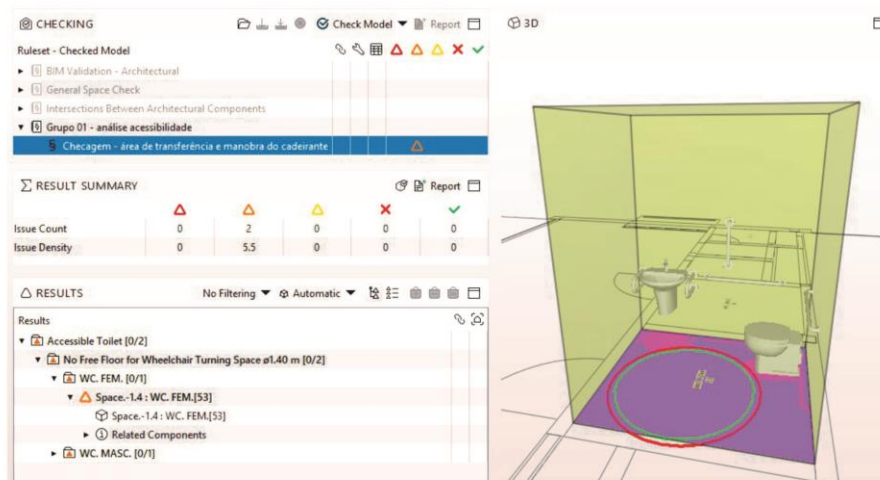 CHECKING
Check Model
Report
Ruleset - Checked Model
BIM Validation - Architectural
General Space Check
Intersections Between Architectural Components
Grupo 01 - análise acessibilidade
Checagem - área de transferência e manobra do cadeirante
RESULT SUMMARY
Report
Issue Count 0 2 0 0 0
Issue Density 0 5.5 0 0 0
RESULTS
No Filtering
Automatic
Results
Accessible Toilet [0/2]
No Free Floor for Wheelchair Turning Space ø1.40 m [0/2]
WC. FEM. [0/1]
Space.-1.4 : WC. FEM.[53]
Space.-1.4 : WC. FEM.[53]
Related Components
WC. MASC. [0/1]
3D